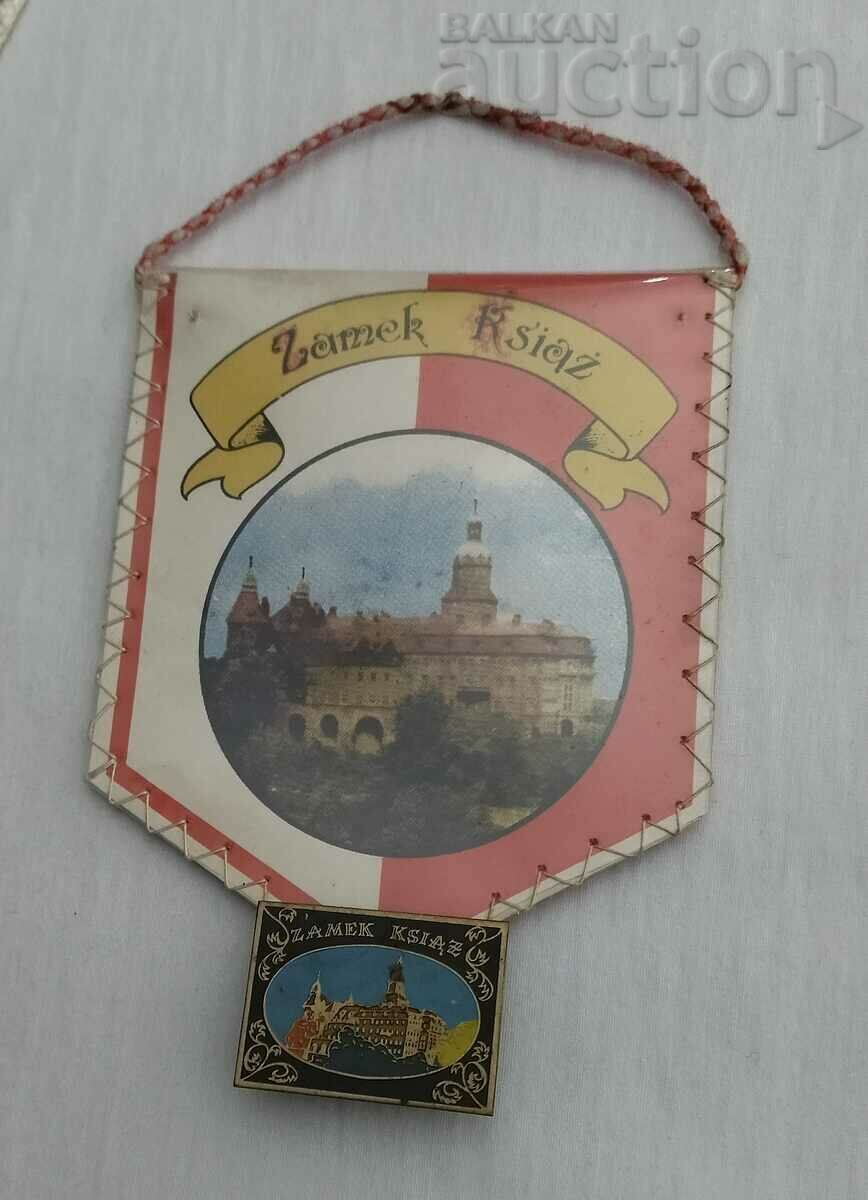 BALKAN
auction
Zamek Książ
ZAMEK KSIĄŻ